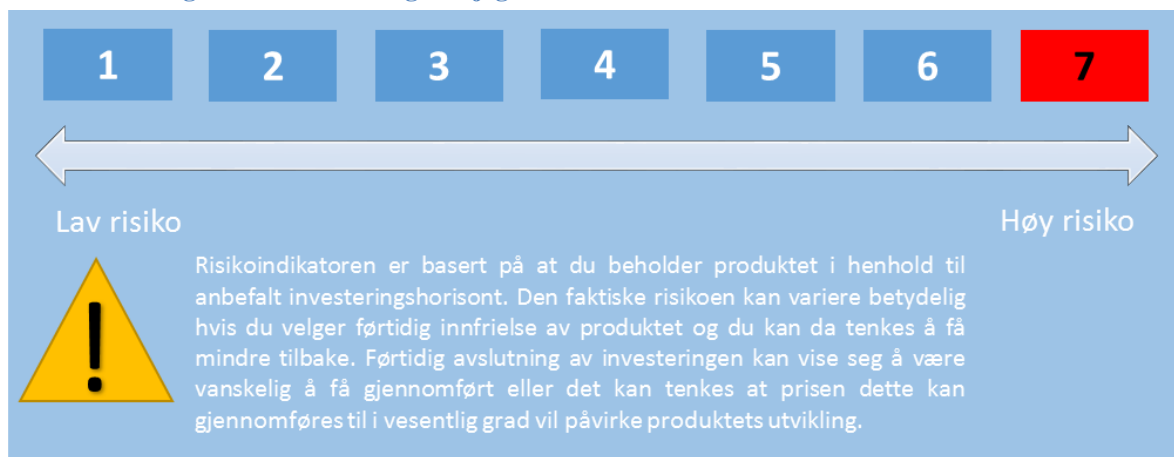 1 2 3 4 5 6 7
Lav risiko
Høy risiko
Risikoindikatoren er basert på at du beholder produktet i henhold til
anbefalt investeringshorisont. Den faktiske risikoen kan variere betydelig
hvis du velger førtidig innfrielse av produktet og du kan da tenkes å få
mindre tilbake. Førtidig avslutning av investeringen kan vise seg å være
vanskelig å få gjennomført eller det kan tenkes at prisen dette kan
gjennomføres til i vesentlig grad vil påvirke produktets utvikling.
!